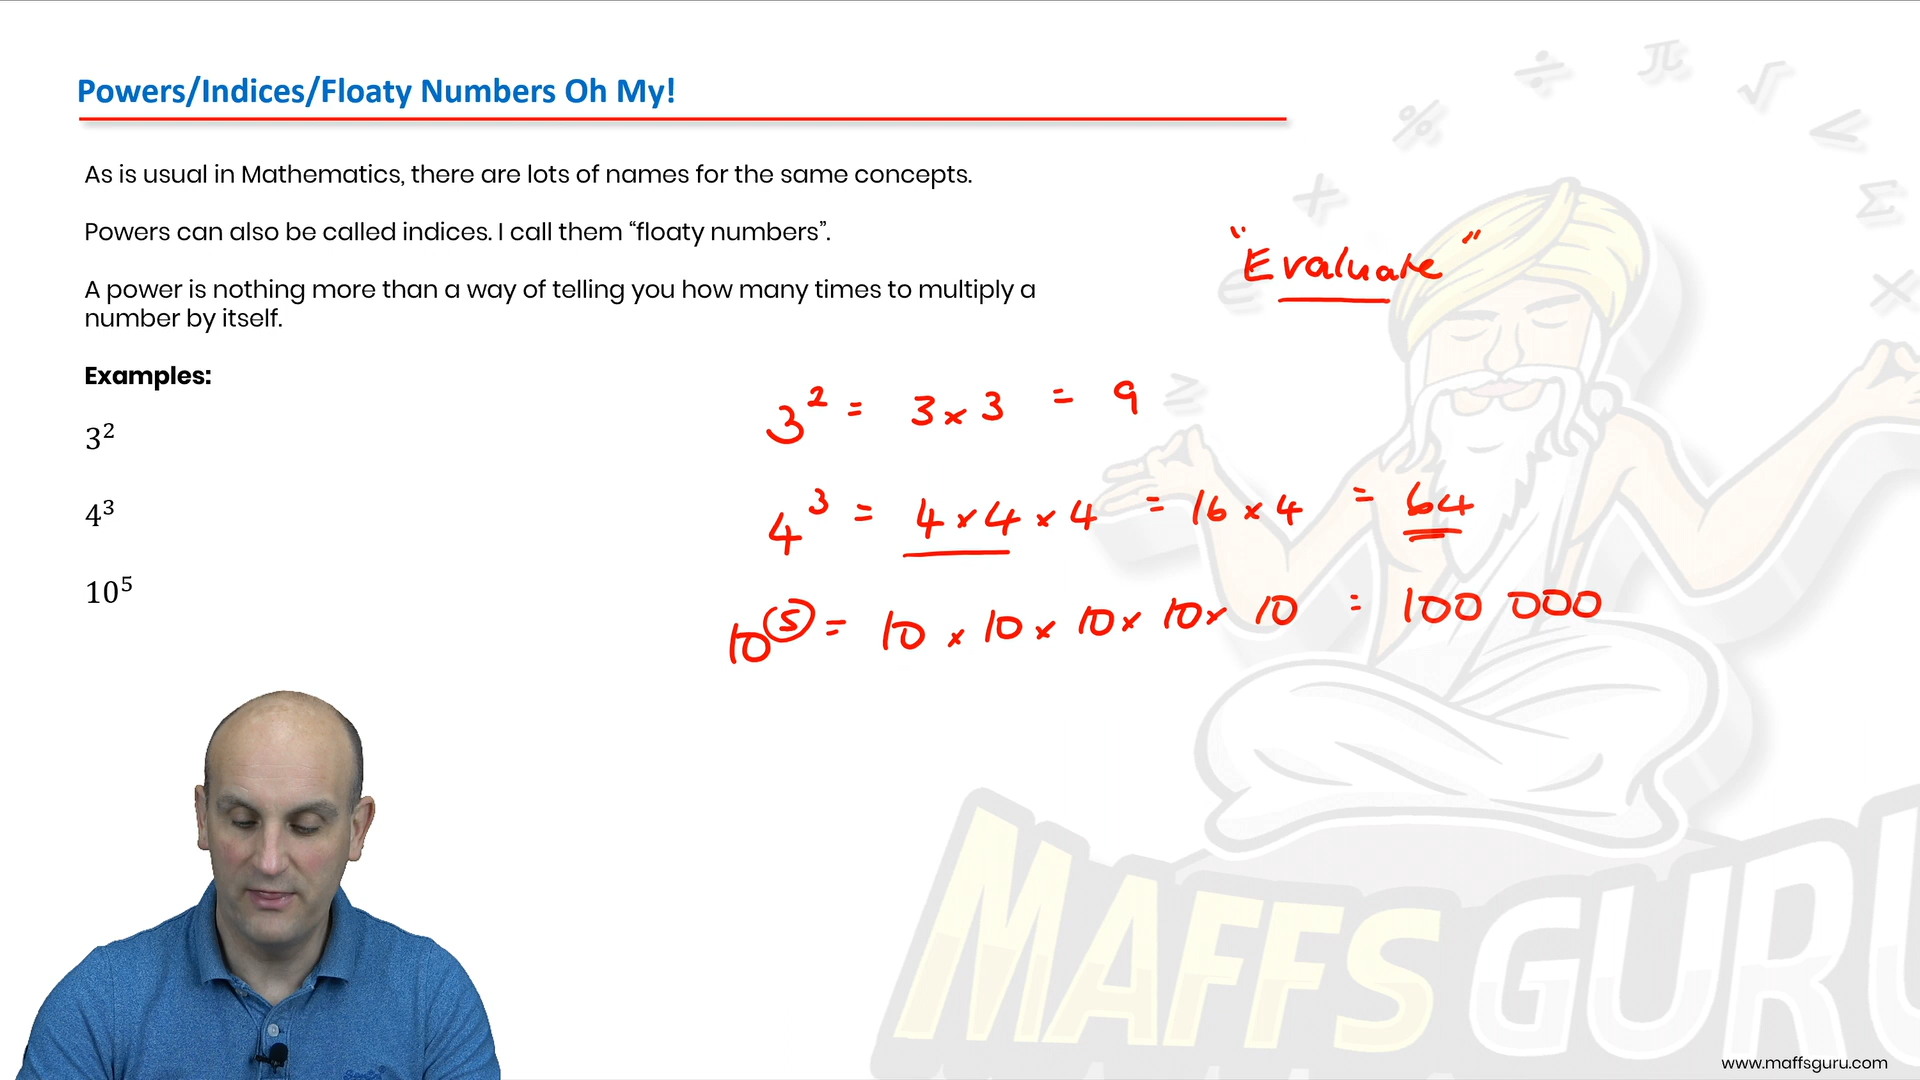 Powers/Indices/Floaty Numbers Oh My!
As is usual in Mathematics, there are lots of names for the same concepts.
Powers can also be called indices. I call them “floaty numbers”.
"Evaluate"
A power is nothing more than a way of telling you how many times to multiply a
number by itself.
Examples:
3²
3² = 3 × 3 = 9
4³
4³ = 4 × 4 × 4 = 16 × 4 = 64
10⁵
10⁵ = 10 × 10 × 10 × 10 × 10 = 100 000
MAFFS GURU
www.maffsguru.com